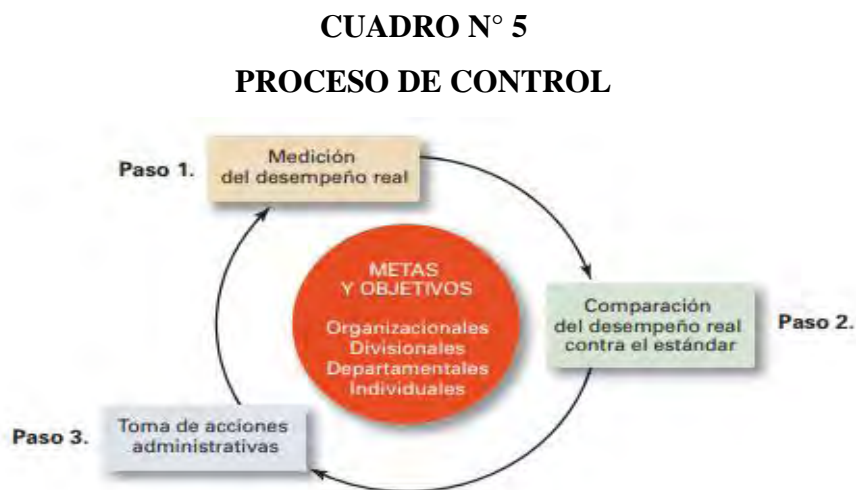 CUADRO N° 5
PROCESO DE CONTROL
Paso 1.
Medición
del desempeño real
METAS
Y OBJETIVOS
Organizacionales
Divisionales
Departamentales
Individuales
Comparación
del desempeño real
contra el estándar
Paso 2.
Paso 3.
Toma de acciones
administrativas